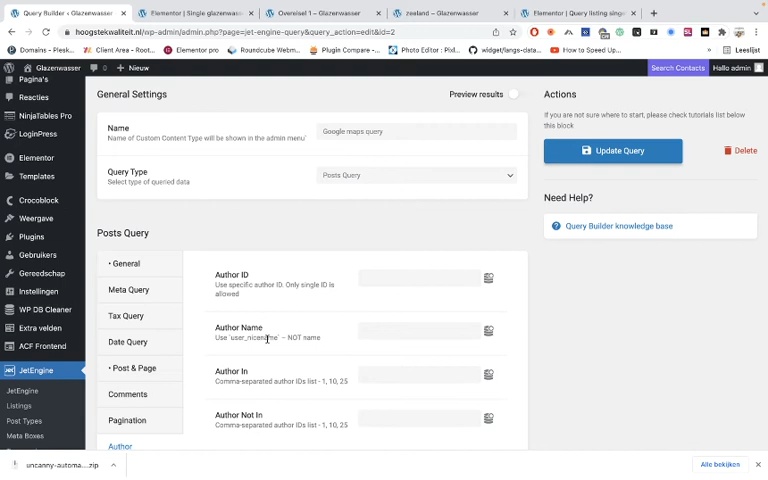 Query Builder « Glazenwasser
Elementor | Single glazenwasser
Overeisel 1 – Glazenwasser
zeeland – Glazenwasser
Elementor | Query listing singe
hoogstekwaliteit.nl/wp-admin/admin.php?page=jet-engine-query&query_action=edit&id=2
Domains – Plesk...
Client Area - Root...
Elementor pro
Roundcube Webm...
Plugin Compare -...
Photo Editor : Pixl...
widget/langs-data...
How to Speed Up...
»
Leeslijst
Glazenwasser
0
+ Nieuw
Search Contacts
Hallo admin
Pagina's
Reacties
NinjaTables Pro
LoginPress
Elementor
Templates
Crocoblock
Weergave
Plugins
Gebruikers
Gereedschap
Instellingen
WP DB Cleaner
Extra velden
ACF Frontend
JetEngine
JetEngine
Listings
Post Types
Meta Boxes
General Settings
Preview results
Name
Name of Custom Content Type will be shown in the admin menu'
Google maps query
Query Type
Select type of queried data
Posts Query
Posts Query
• General
Meta Query
Tax Query
Date Query
• Post & Page
Comments
Pagination
Author
Author ID
Use specific author ID. Only single ID is
allowed
Author Name
Use `user_nicename` – NOT name
Author In
Comma-separated author IDs list - 1, 10, 25
Author Not In
Comma-separated author IDs list - 1, 10, 25
Actions
If you are not sure where to start, please check tutorials list below
this block
Update Query
Delete
Need Help?
Query Builder knowledge base
uncanny-automa....zip
Alle bekijken